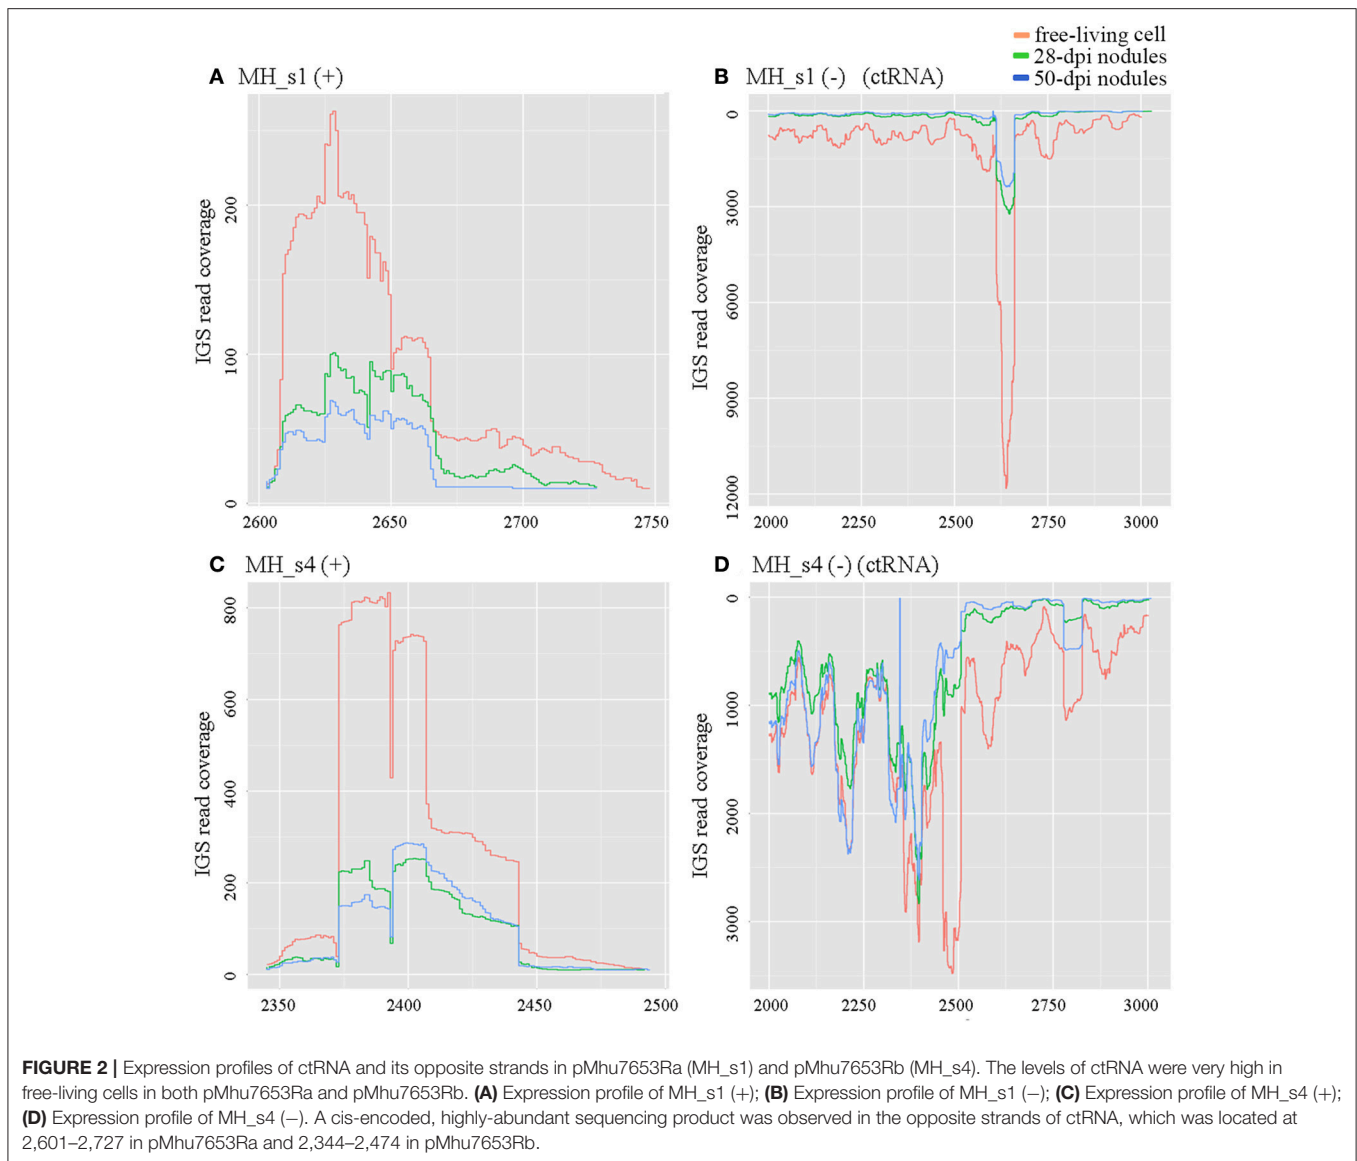 free-living cell
28-dpi nodules
50-dpi nodules
A MH_s1 (+)
IGS read coverage
0
100
200
2600
2650
2700
2750
B MH_s1 (-) (ctRNA)
IGS read coverage
0
3000
6000
9000
12000
2000
2250
2500
2750
3000
C MH_s4 (+)
IGS read coverage
0
200
400
600
800
2350
2400
2450
2500
D MH_s4 (-) (ctRNA)
IGS read coverage
0
1000
2000
3000
2000
2250
2500
2750
3000
FIGURE 2 | Expression profiles of ctRNA and its opposite strands in pMhu7653Ra (MH_s1) and pMhu7653Rb (MH_s4). The levels of ctRNA were very high in
free-living cells in both pMhu7653Ra and pMhu7653Rb. (A) Expression profile of MH_s1 (+); (B) Expression profile of MH_s1 (−); (C) Expression profile of MH_s4 (+);
(D) Expression profile of MH_s4 (−). A cis-encoded, highly-abundant sequencing product was observed in the opposite strands of ctRNA, which was located at
2,601–2,727 in pMhu7653Ra and 2,344–2,474 in pMhu7653Rb.